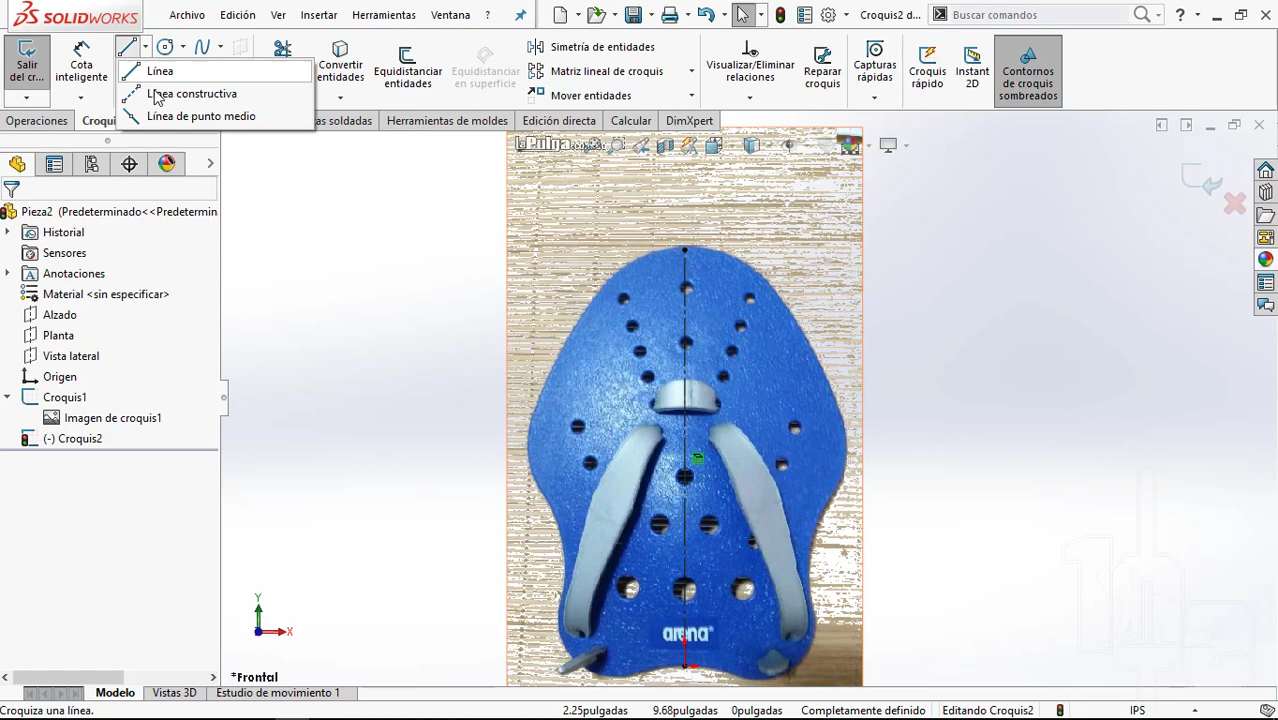 SOLIDWORKS
Archivo Edición Ver Insertar Herramientas Ventana ?
Croquis2 d...
Buscar comandos
Salir del cr...
Cota inteligente
Línea
Línea constructiva
Línea de punto medio
Convertir entidades
Equidistanciar entidades
Equidistanciar en superficie
Simetría de entidades
Matriz lineal de croquis
Mover entidades
Visualizar/Eliminar relaciones
Reparar croquis
Capturas rápidas
Croquis rápido
Instant 2D
Contornos de croquis sombreados
Operaciones Croqui s soldadas Herramientas de moldes Edición directa Calcular DimXpert
Pieza2 (Predeterminado<<Predetermin
Historial
Sensores
Anotaciones
Material <sin especificar>
Alzado
Planta
Vista lateral
Origen
Croquis1
Imagen de croquis1
(-) Croquis2
arena
Y
X
*Frontal
Modelo Vistas 3D Estudio de movimiento 1
Croquiza una línea.
2.25pulgadas 9.68pulgadas 0pulgadas Completamente definido Editando Croquis2 IPS